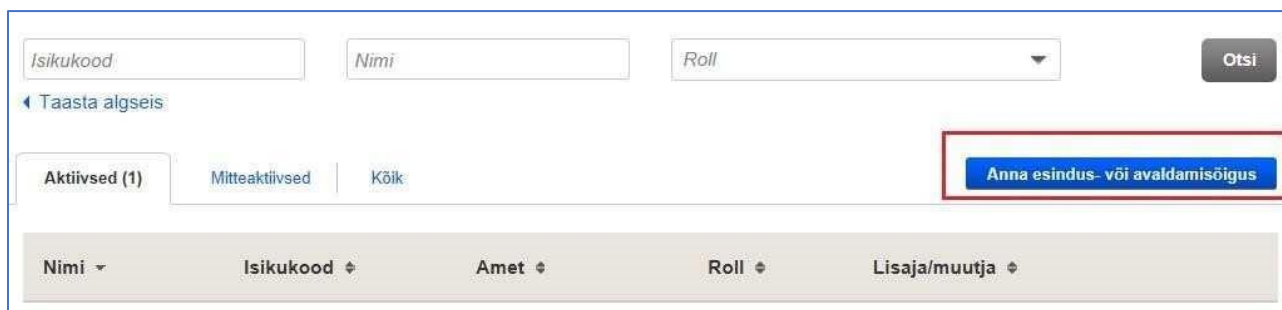 Isikukood Nimi Roll Otsi
Taasta algseis
Aktiivsed (1) Mitteaktiivsed Kõik Anna esindus- või avaldamisõigus
Nimi Isikukood Amet Roll Lisaja/muutja